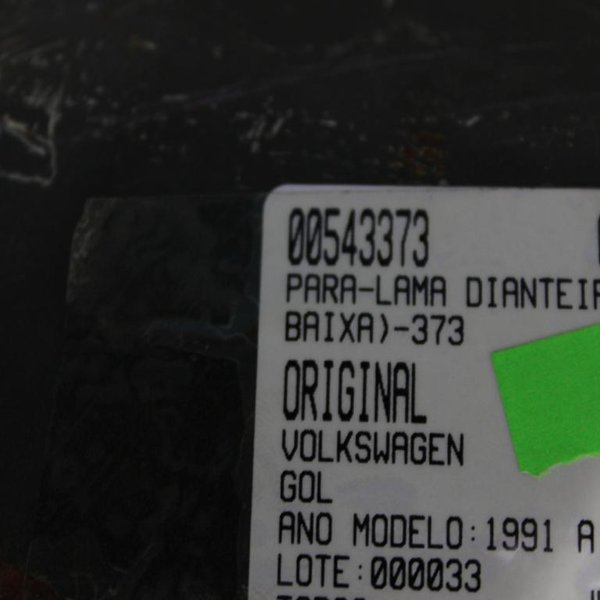 00543373
PARA-LAMA DIANTEIR
BAIXA)-373
ORIGINAL
VOLKSWAGEN
GOL
ANO MODELO:1991 A
LOTE:000033